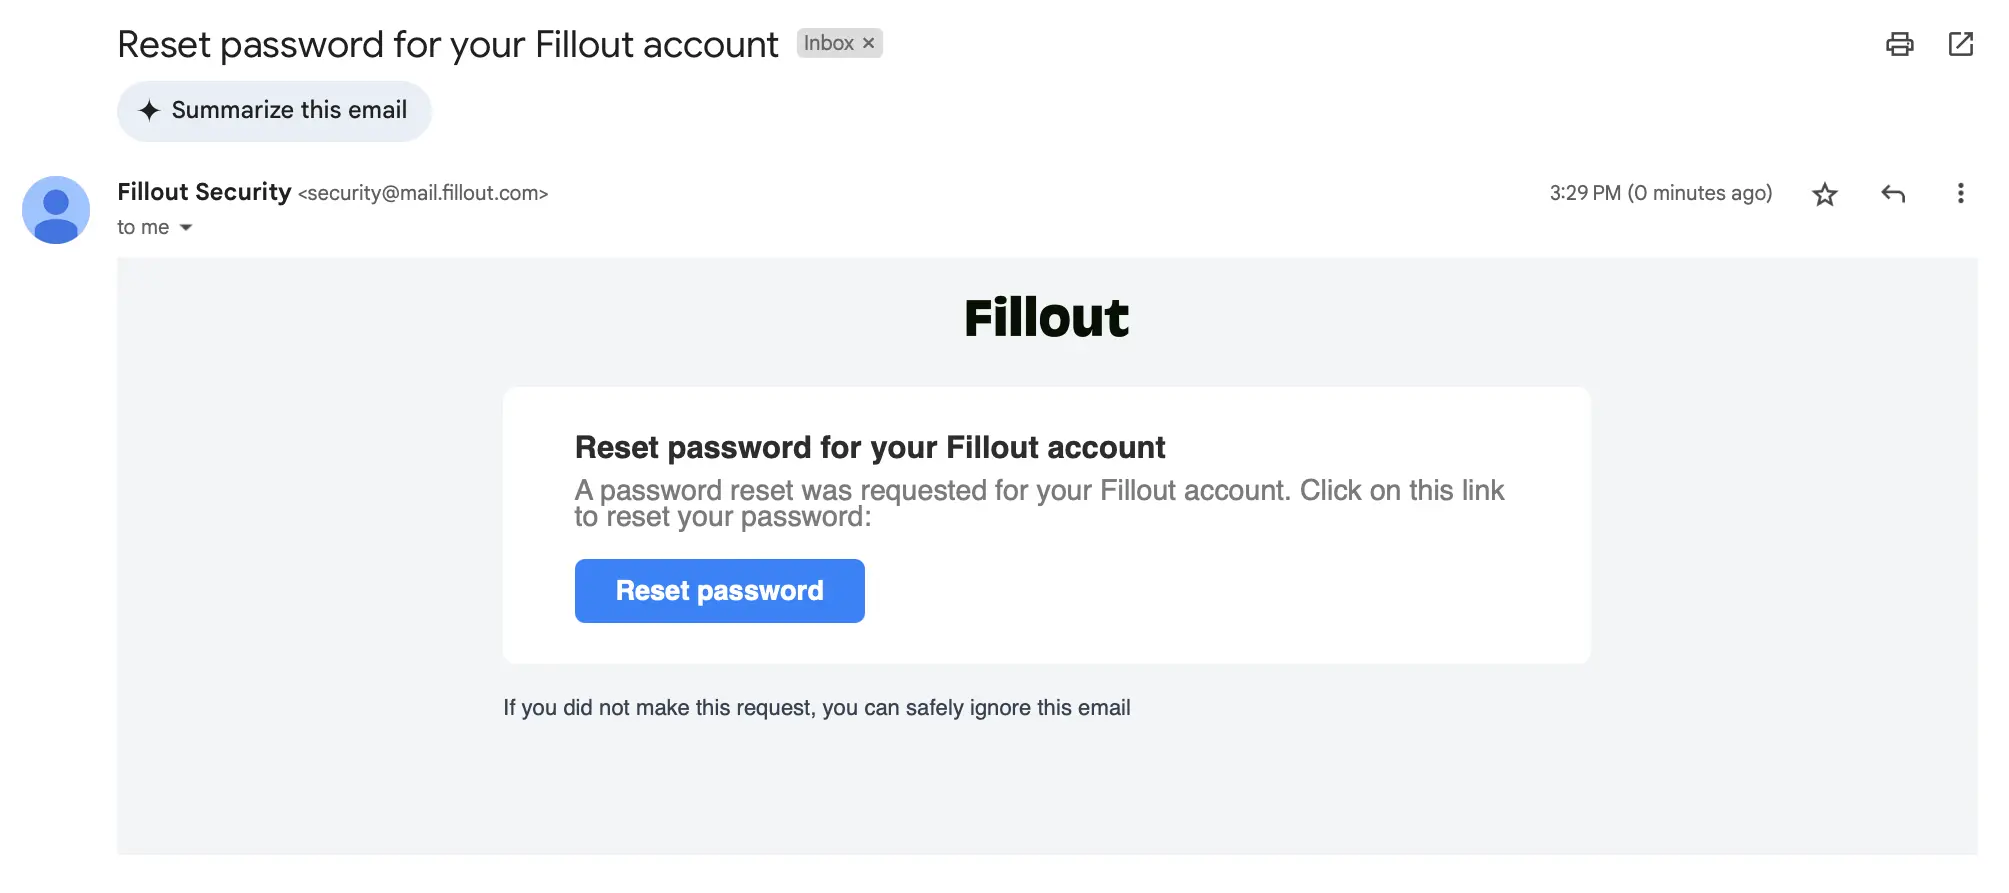 Reset password for your Fillout account Inbox ×
Summarize this email
Fillout Security <security@mail.fillout.com> 3:29 PM (0 minutes ago)
to me
Fillout
Reset password for your Fillout account
A password reset was requested for your Fillout account. Click on this link
to reset your password:
Reset password
If you did not make this request, you can safely ignore this email